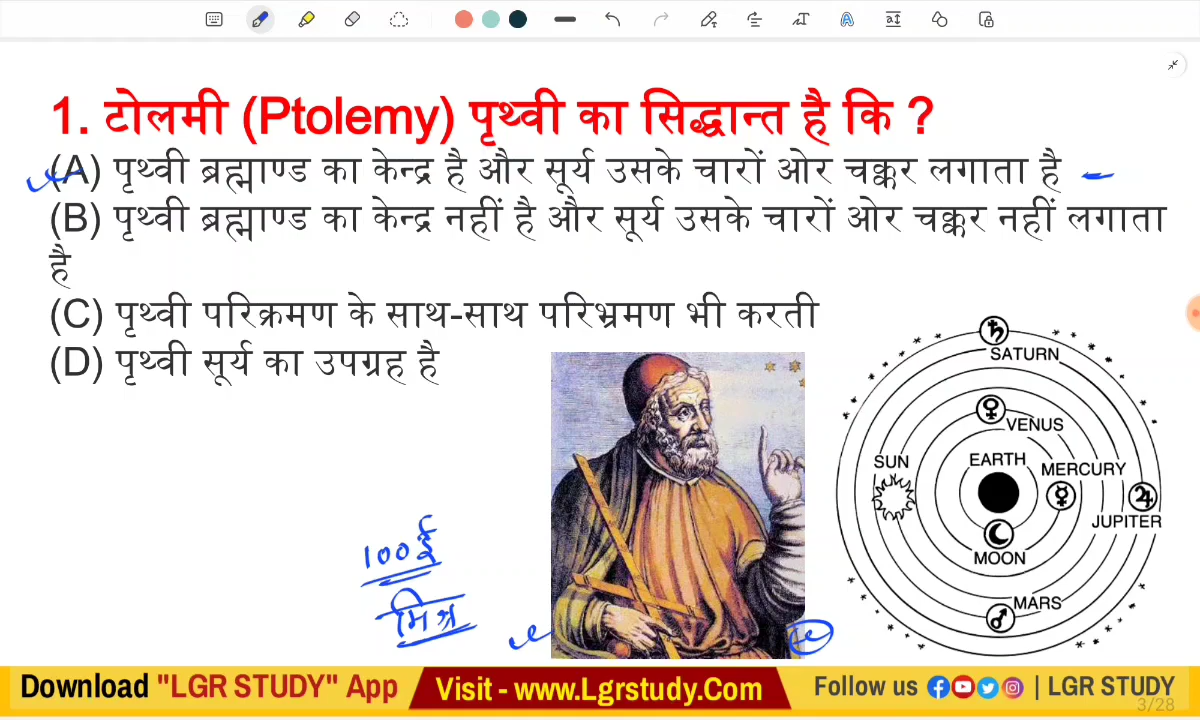 1. टोलमी (Ptolemy) पृथ्वी का सिद्धान्त है कि ?
(A) पृथ्वी ब्रह्माण्ड का केन्द्र है और सूर्य उसके चारों ओर चक्कर लगाता है
(B) पृथ्वी ब्रह्माण्ड का केन्द्र नहीं है और सूर्य उसके चारों ओर चक्कर नहीं लगाता
है
(C) पृथ्वी परिक्रमण के साथ-साथ परिभ्रमण भी करती
(D) पृथ्वी सूर्य का उपग्रह है
SATURN
VENUS
SUN
EARTH
MERCURY
JUPITER
MOON
MARS
100ई
मिश्र
Download "LGR STUDY" App
Visit - www.Lgrstudy.Com
Follow us | LGR STUDY
3/28